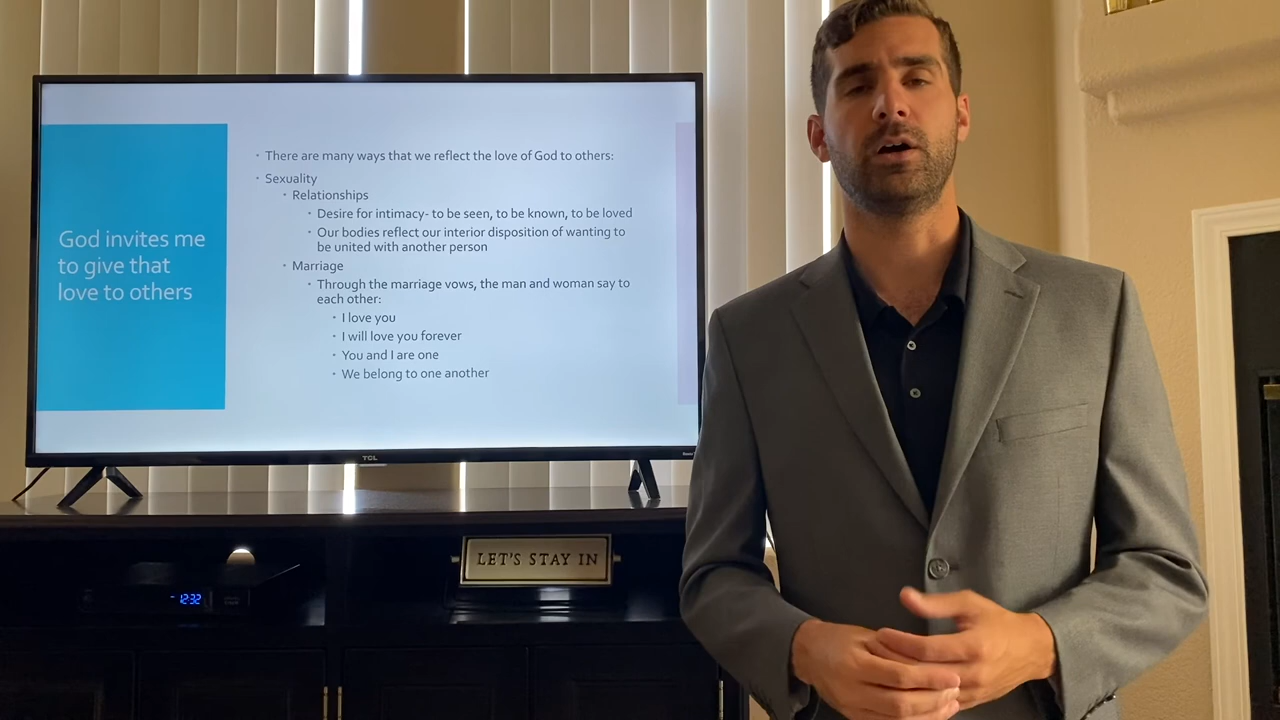 God invites me
to give that
love to others
• There are many ways that we reflect the love of God to others:
• Sexuality
• Relationships
• Desire for intimacy- to be seen, to be known, to be loved
• Our bodies reflect our interior disposition of wanting to
be united with another person
• Marriage
• Through the marriage vows, the man and woman say to
each other:
• I love you
• I will love you forever
• You and I are one
• We belong to one another
TCL
LET'S STAY IN
12:32